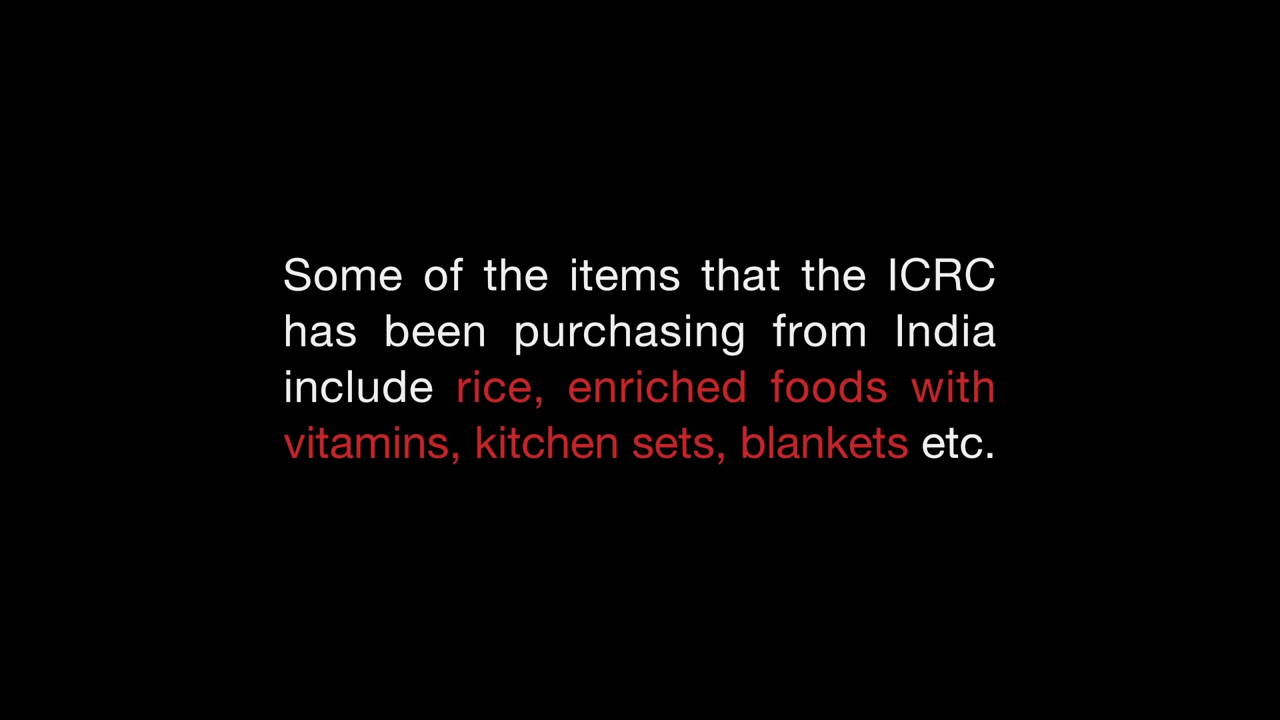 Some of the items that the ICRC
has been purchasing from India
include rice, enriched foods with
vitamins, kitchen sets, blankets etc.